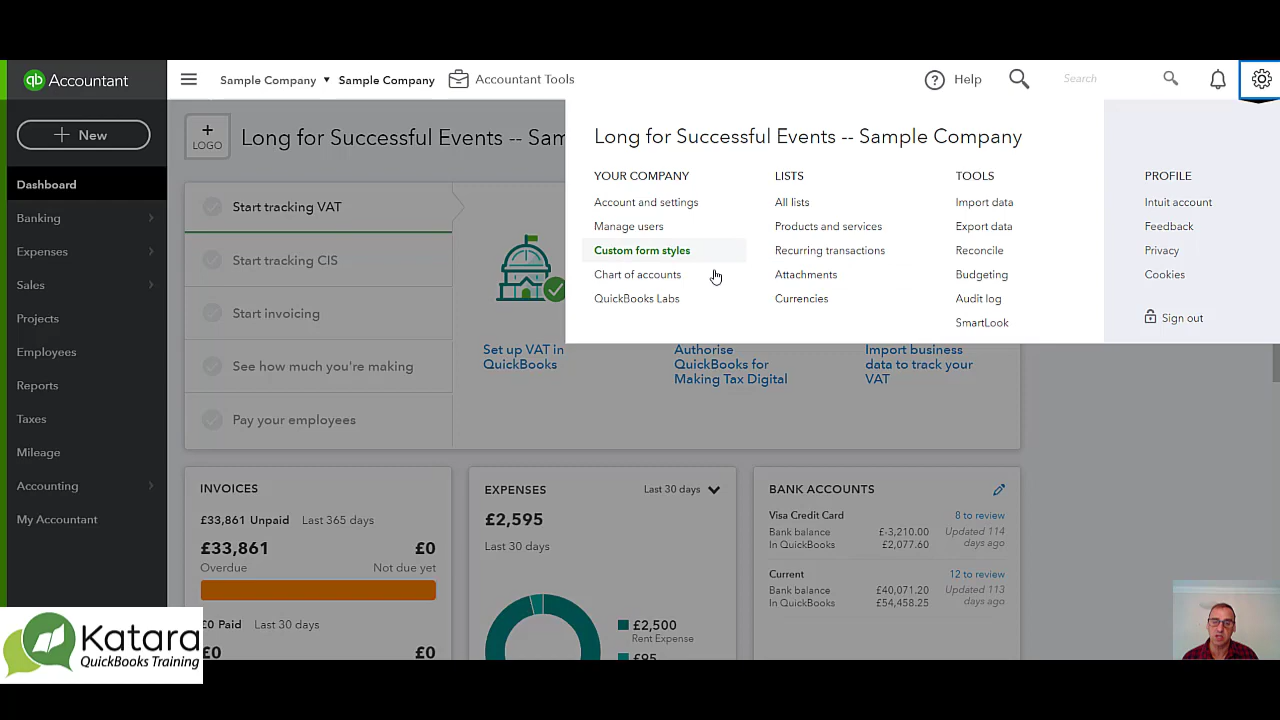 qb Accountant
Sample Company
Sample Company
Accountant Tools
Help
Search
New
Dashboard
Banking
Expenses
Sales
Projects
Employees
Reports
Taxes
Mileage
Accounting
My Accountant
+
LOGO
Long for Successful Events -- Sam
Long for Successful Events -- Sample Company
YOUR COMPANY
Account and settings
Manage users
Custom form styles
Chart of accounts
QuickBooks Labs
LISTS
All lists
Products and services
Recurring transactions
Attachments
Currencies
TOOLS
Import data
Export data
Reconcile
Budgeting
Audit log
SmartLook
PROFILE
Intuit account
Feedback
Privacy
Cookies
Sign out
Start tracking VAT
Start tracking CIS
Start invoicing
See how much you're making
Pay your employees
Set up VAT in
QuickBooks
Authorise
QuickBooks for
Making Tax Digital
Import business
data to track your
VAT
INVOICES
£33,861 Unpaid Last 365 days
£33,861 £0
Overdue Not due yet
£0 Paid Last 30 days
£0 £0
EXPENSES Last 30 days
£2,595
Last 30 days
£2,500
Rent Expense
£95
BANK ACCOUNTS
Visa Credit Card 8 to review
Bank balance £-3,210.00 Updated 114
In QuickBooks £2,077.60 days ago
Current 12 to review
Bank balance £40,071.20 Updated 113
In QuickBooks £54,458.25 days ago
Katara
QuickBooks Training